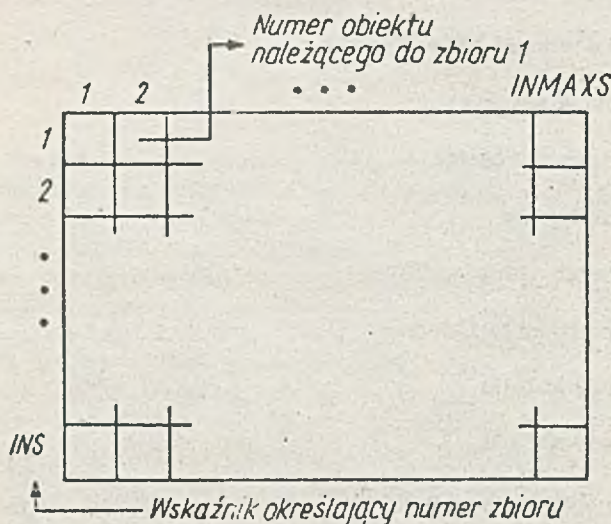 Numer obiektu
należącego do zbioru 1
1 2 • • • INMAXS
1
2
•
•
•
INS
Wskaźnik określający numer zbioru